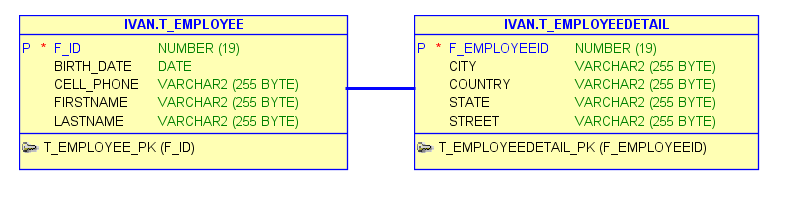 IVAN.T_EMPLOYEE
P * F_ID NUMBER (19)
BIRTH_DATE DATE
CELL_PHONE VARCHAR2 (255 BYTE)
FIRSTNAME VARCHAR2 (255 BYTE)
LASTNAME VARCHAR2 (255 BYTE)
T_EMPLOYEE_PK (F_ID)
IVAN.T_EMPLOYEEDETAIL
P * F_EMPLOYEEID NUMBER (19)
CITY VARCHAR2 (255 BYTE)
COUNTRY VARCHAR2 (255 BYTE)
STATE VARCHAR2 (255 BYTE)
STREET VARCHAR2 (255 BYTE)
T_EMPLOYEEDETAIL_PK (F_EMPLOYEEID)